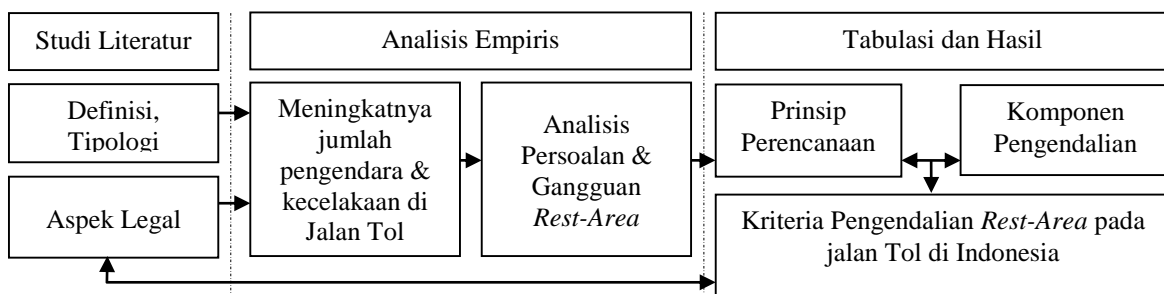 Studi Literatur
Analisis Empiris
Tabulasi dan Hasil
Definisi,
Tipologi
Aspek Legal
Meningkatnya
jumlah
pengendara &
kecelakaan di
Jalan Tol
Analisis
Persoalan &
Gangguan
Rest-Area
Prinsip
Perencanaan
Komponen
Pengendalian
Kriteria Pengendalian Rest-Area pada
jalan Tol di Indonesia